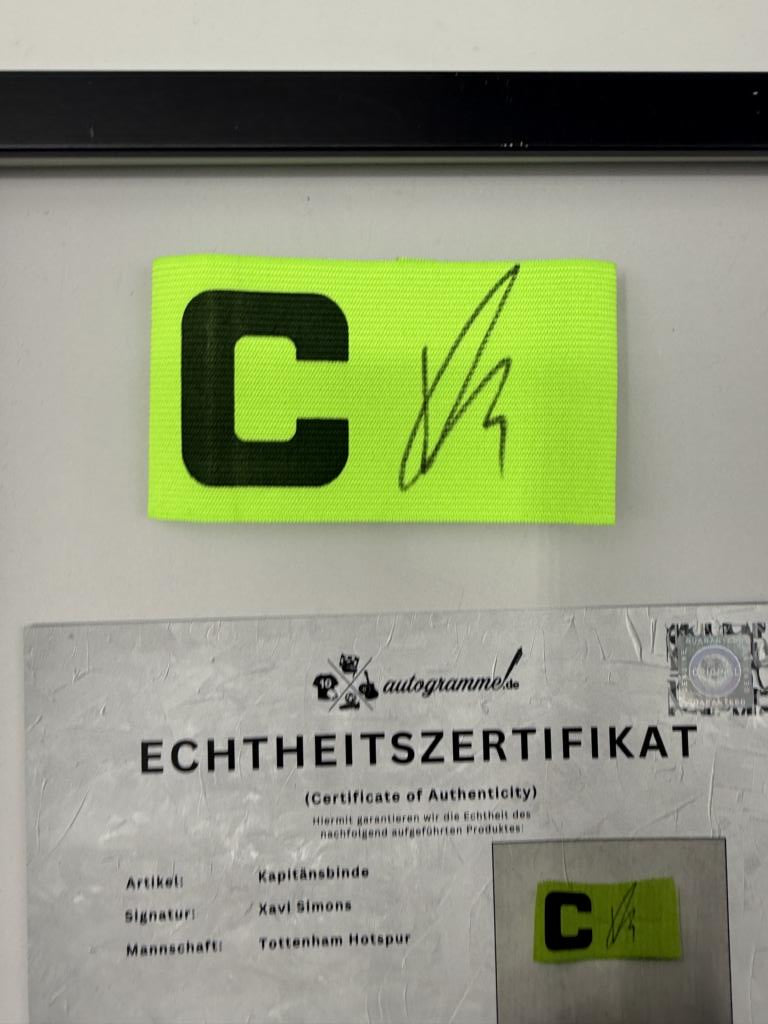 C
autogramme.de
ECHTHEITSZERTIFIKAT
(Certificate of Authenticity)
Hiermit garantieren wir die Echtheit des
nachfolgend aufgeführten Produktes:
Artikel: Kapitänsbinde
Signatur: Xavi Simons
Mannschaft: Tottenham Hotspur
C